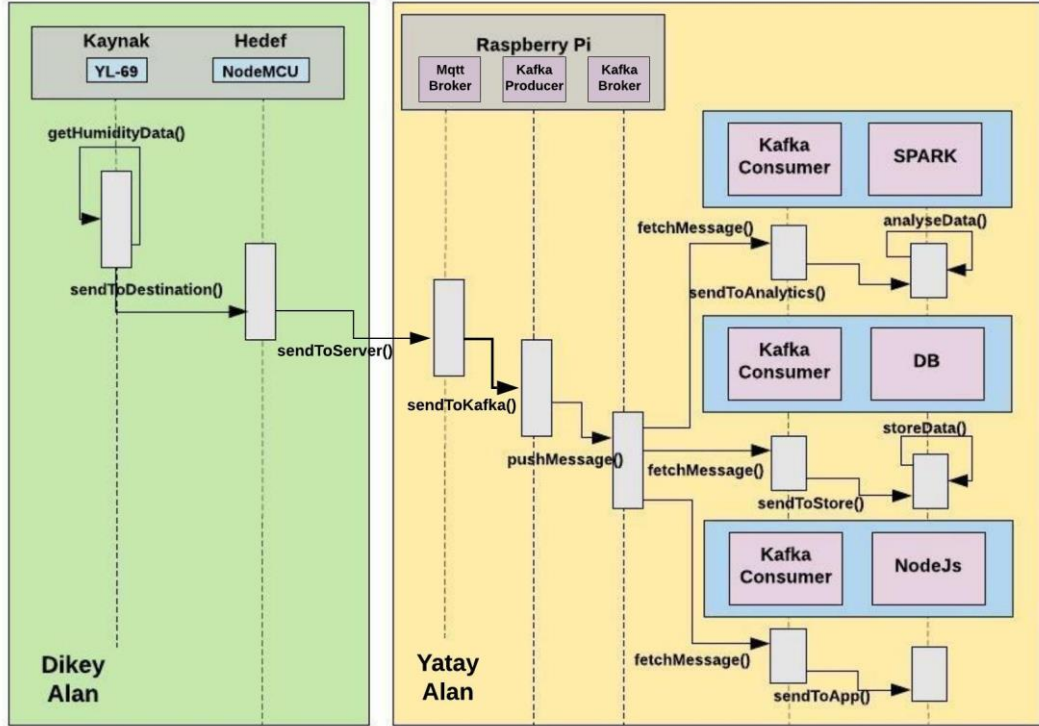 Kaynak
Hedef
YL-69
NodeMCU
getHumidityData()
sendToDestination()
sendToServer()
Dikey
Alan
Raspberry Pi
Mqtt
Broker
Kafka
Producer
Kafka
Broker
sendToKafka()
pushMessage()
Kafka
Consumer
SPARK
fetchMessage()
analyseData()
sendToAnalytics()
Kafka
Consumer
DB
storeData()
fetchMessage()
sendToStore()
Kafka
Consumer
NodeJs
fetchMessage()
sendToApp()
Yatay
Alan